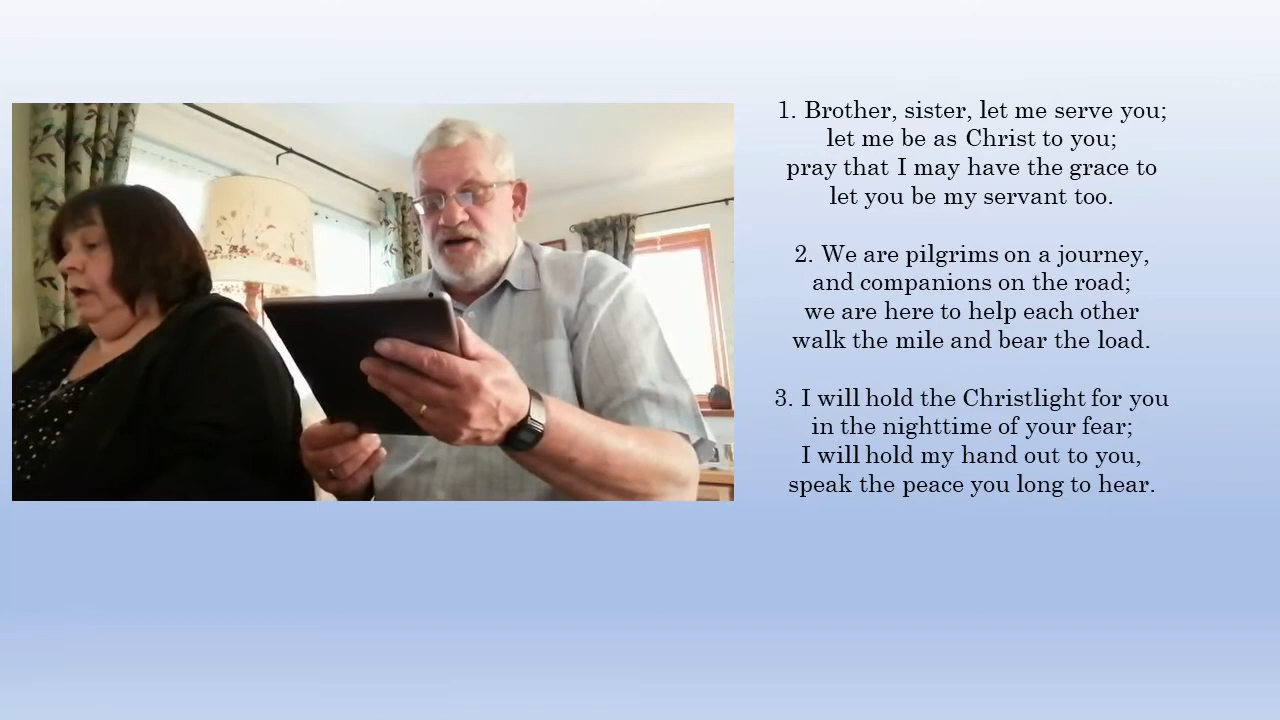 1. Brother, sister, let me serve you;
let me be as Christ to you;
pray that I may have the grace to
let you be my servant too.
2. We are pilgrims on a journey,
and companions on the road;
we are here to help each other
walk the mile and bear the load.
3. I will hold the Christlight for you
in the nighttime of your fear;
I will hold my hand out to you,
speak the peace you long to hear.